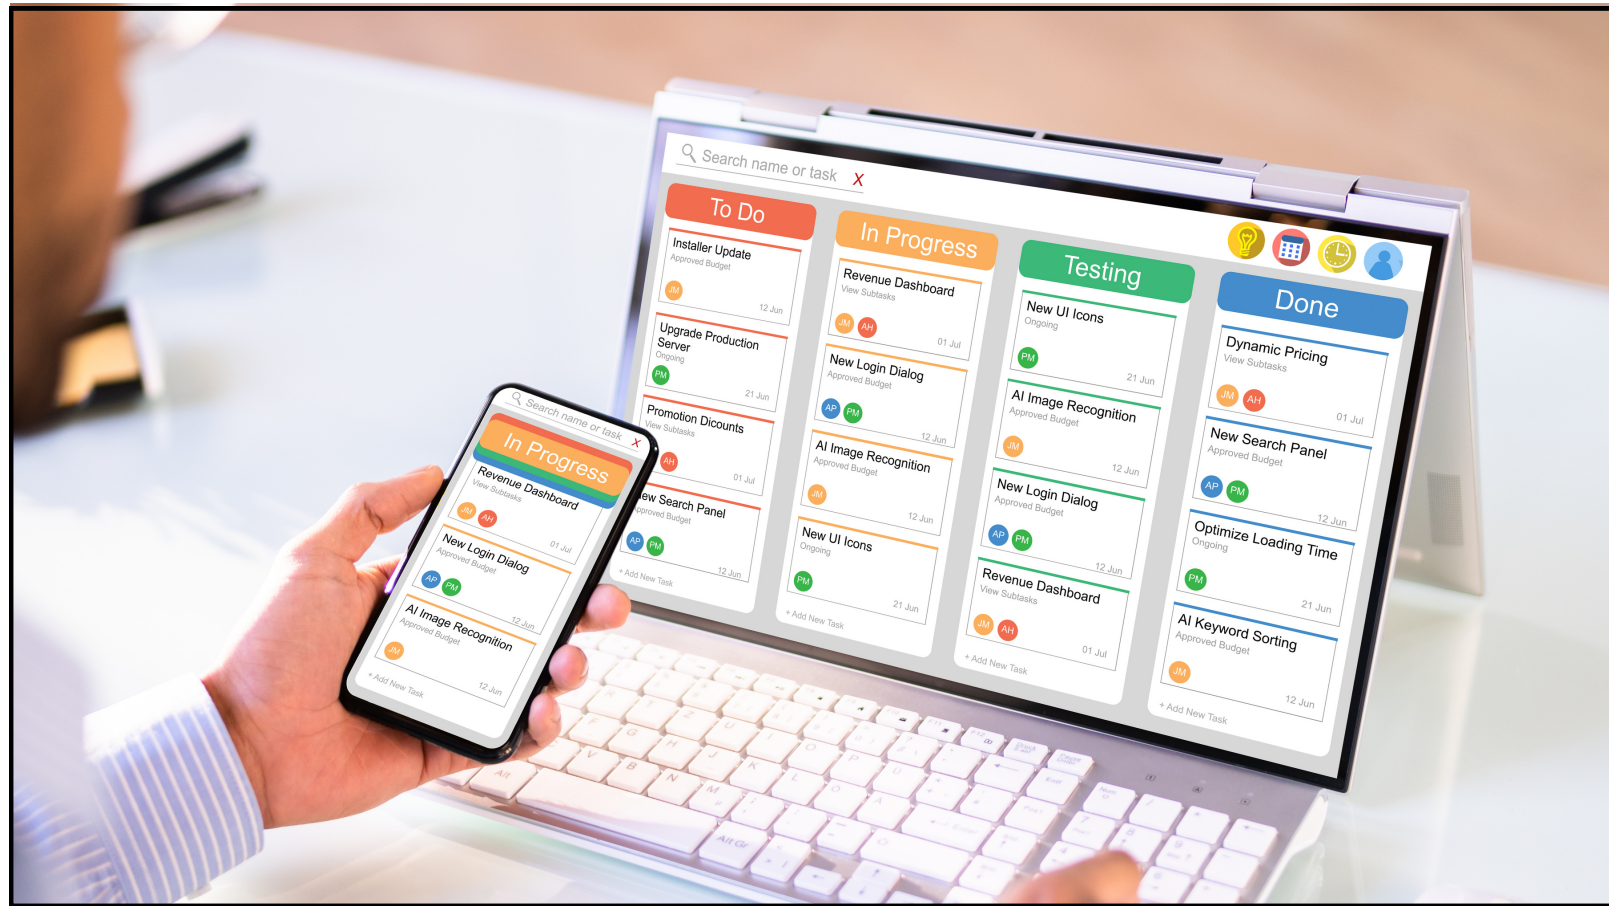 Search name or task X
To Do
Installer Update
Approved Budget
JM
12 Jun
Upgrade Production
Server
Ongoing
PM
21 Jun
Promotion Dicounts
View Subtasks
AH
01 Jul
New Search Panel
Approved Budget
AP PM
12 Jun
+ Add New Task
In Progress
Revenue Dashboard
View Subtasks
JM AH
01 Jul
New Login Dialog
Approved Budget
AP PM
12 Jun
AI Image Recognition
Approved Budget
JM
12 Jun
New UI Icons
Ongoing
PM
21 Jun
+ Add New Task
Testing
New UI Icons
Ongoing
PM
21 Jun
AI Image Recognition
Approved Budget
JM
12 Jun
New Login Dialog
Approved Budget
AP PM
12 Jun
Revenue Dashboard
View Subtasks
JM AH
01 Jul
+ Add New Task
Done
Dynamic Pricing
View Subtasks
JM AH
01 Jul
New Search Panel
Approved Budget
AP PM
12 Jun
Optimize Loading Time
Ongoing
PM
21 Jun
AI Keyword Sorting
Approved Budget
JM
12 Jun
+ Add New Task
Search name or task X
In Progress
Revenue Dashboard
View Subtasks
JM AH
01 Jul
New Login Dialog
Approved Budget
AP PM
12 Jun
AI Image Recognition
Approved Budget
JM
12 Jun
+ Add New Task
R T Z U I O P Ü
F G H J K L Ö Ä
V B N M
Alt
Alt Gr